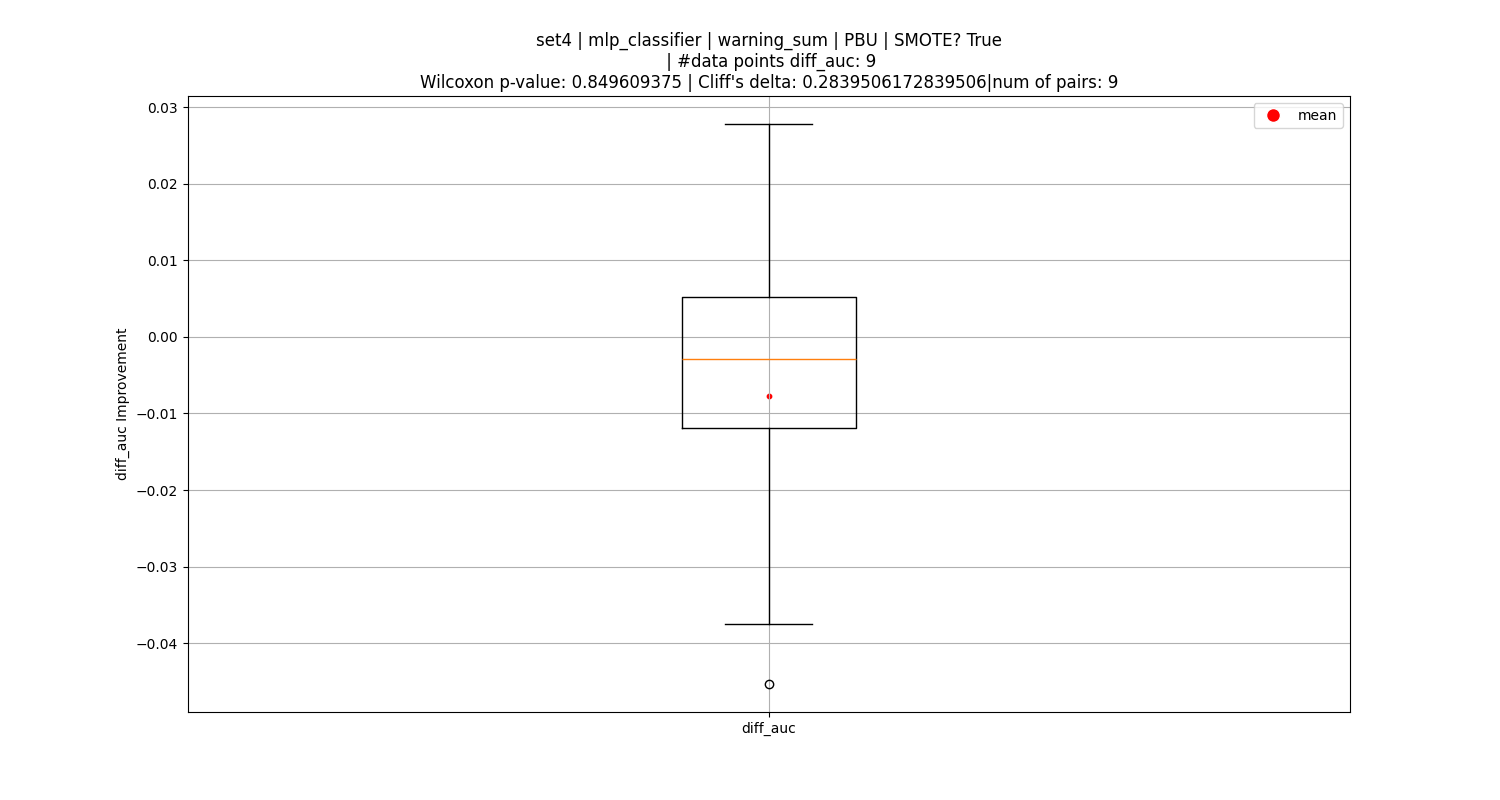 set4 | mlp_classifier | warning_sum | PBU | SMOTE? True
| #data points diff_auc: 9
Wilcoxon p-value: 0.849609375 | Cliff's delta: 0.2839506172839506|num of pairs: 9
mean
0.03
0.02
0.01
0.00
−0.01
−0.02
−0.03
−0.04
diff_auc Improvement
diff_auc